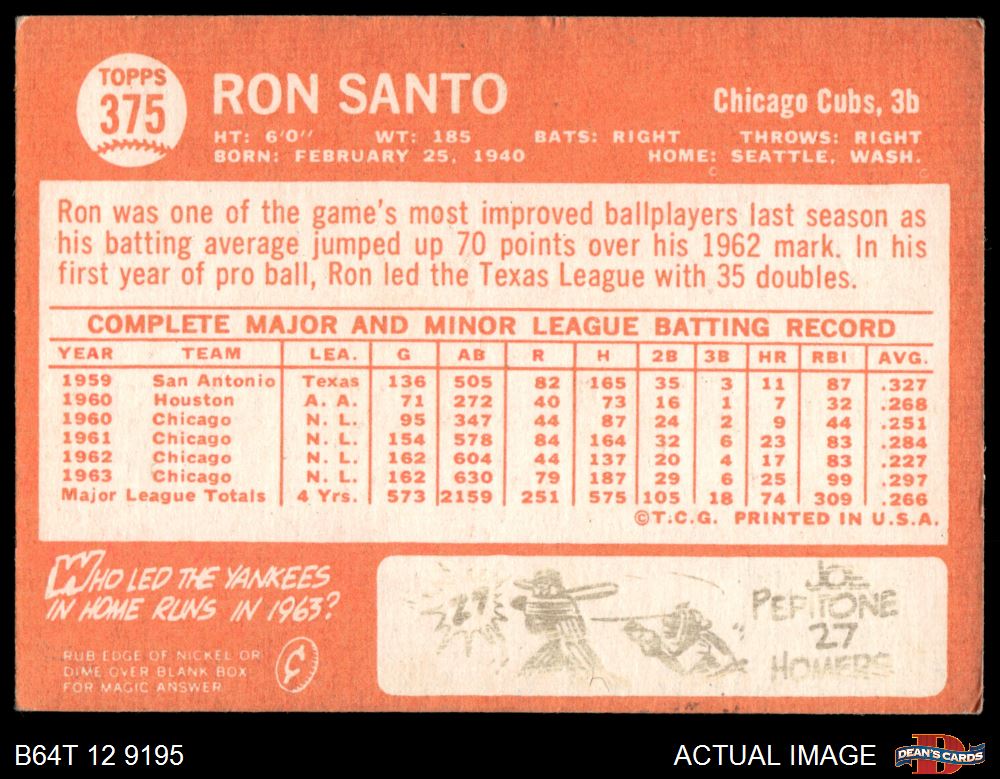 TOPPS
375
RON SANTO
Chicago Cubs, 3b
HT: 6'0" WT: 185 BATS: RIGHT THROWS: RIGHT
BORN: FEBRUARY 25, 1940 HOME: SEATTLE, WASH.
Ron was one of the game's most improved ballplayers last season as
his batting average jumped up 70 points over his 1962 mark. In his
first year of pro ball, Ron led the Texas League with 35 doubles.
COMPLETE MAJOR AND MINOR LEAGUE BATTING RECORD
YEAR TEAM LEA. G AB R H 2B 3B HR RBI AVG.
1959 San Antonio Texas 136 505 82 165 35 3 11 87 .327
1960 Houston A. A. 71 272 40 73 16 1 7 32 .268
1960 Chicago N. L. 95 347 44 87 24 2 9 44 .251
1961 Chicago N. L. 154 578 84 164 32 6 23 83 .284
1962 Chicago N. L. 162 604 44 137 20 4 17 83 .227
1963 Chicago N. L. 162 630 79 187 29 6 25 99 .297
Major League Totals 4 Yrs. 573 2159 251 575 105 18 74 309 .266
©T.C.G. PRINTED IN U.S.A.
WHO LED THE YANKEES
IN HOME RUNS IN 1963?
RUB EDGE OF NICKEL OR
DIME OVER BLANK BOX
FOR MAGIC ANSWER
¢
27
JOE
PEPITONE
27
HOMERS
B64T 12 9195
ACTUAL IMAGE
DEAN'S CARDS